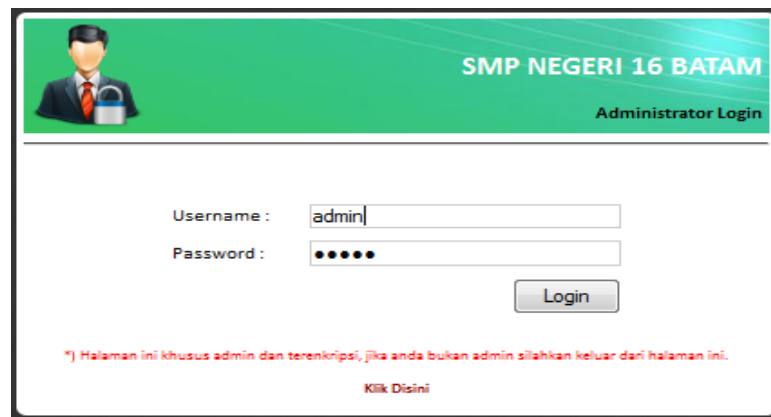 SMP NEGERI 16 BATAM
Administrator Login
Username :
admin
Password :
●●●●●
Login
*) Halaman ini khusus admin dan terenkripsi, jika anda bukan admin silahkan keluar dari halaman ini.
Klik Disini